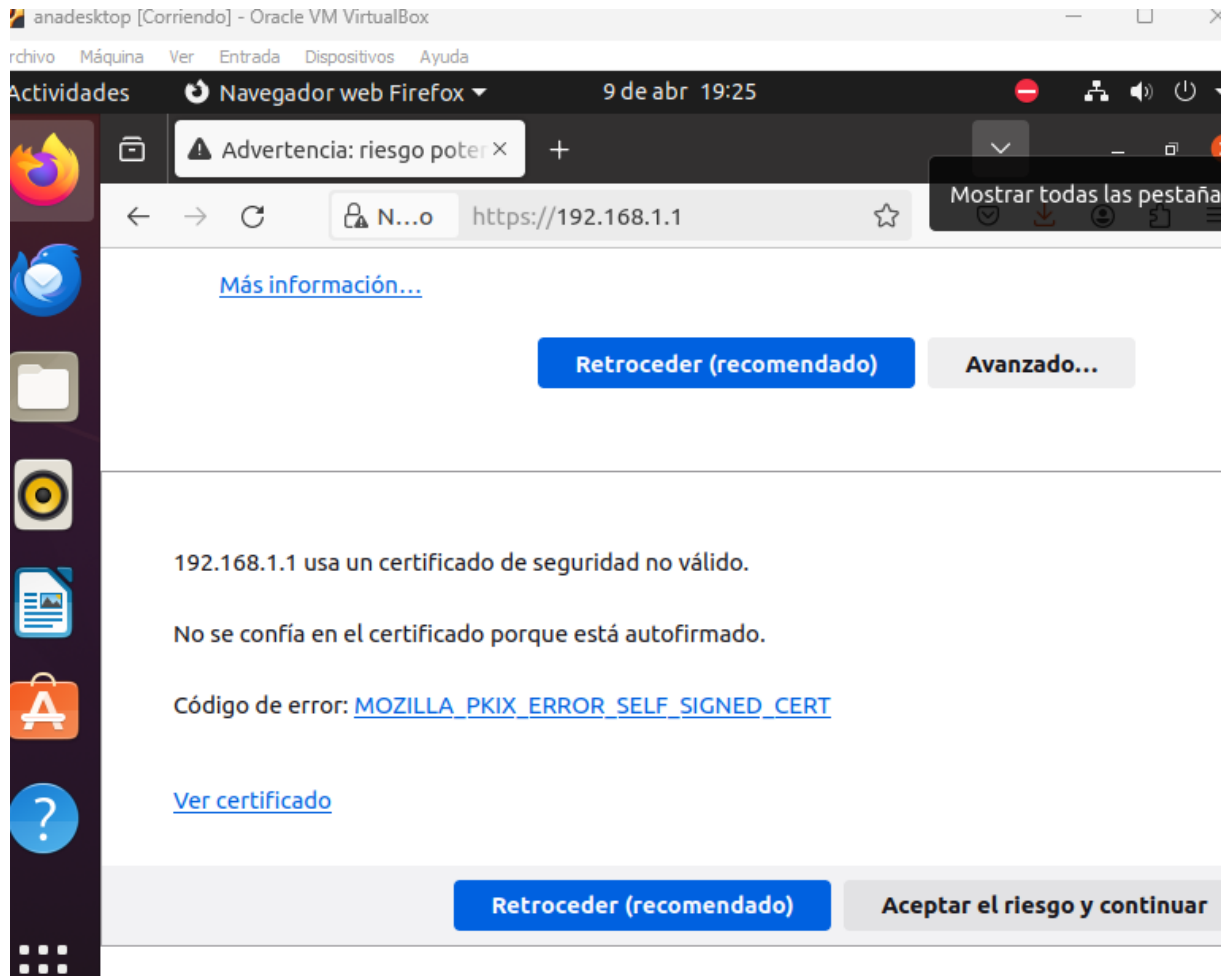 anadesktop [Corriendo] - Oracle VM VirtualBox
rchivo Máquina Ver Entrada Dispositivos Ayuda
Actividades Navegador web Firefox 9 de abr 19:25
Advertencia: riesgo poter
Mostrar todas las pestaña
N...o https://192.168.1.1
Más información...
Retroceder (recomendado) Avanzado...
192.168.1.1 usa un certificado de seguridad no válido.
No se confía en el certificado porque está autofirmado.
Código de error: MOZILLA_PKIX_ERROR_SELF_SIGNED_CERT
Ver certificado
Retroceder (recomendado) Aceptar el riesgo y continuar